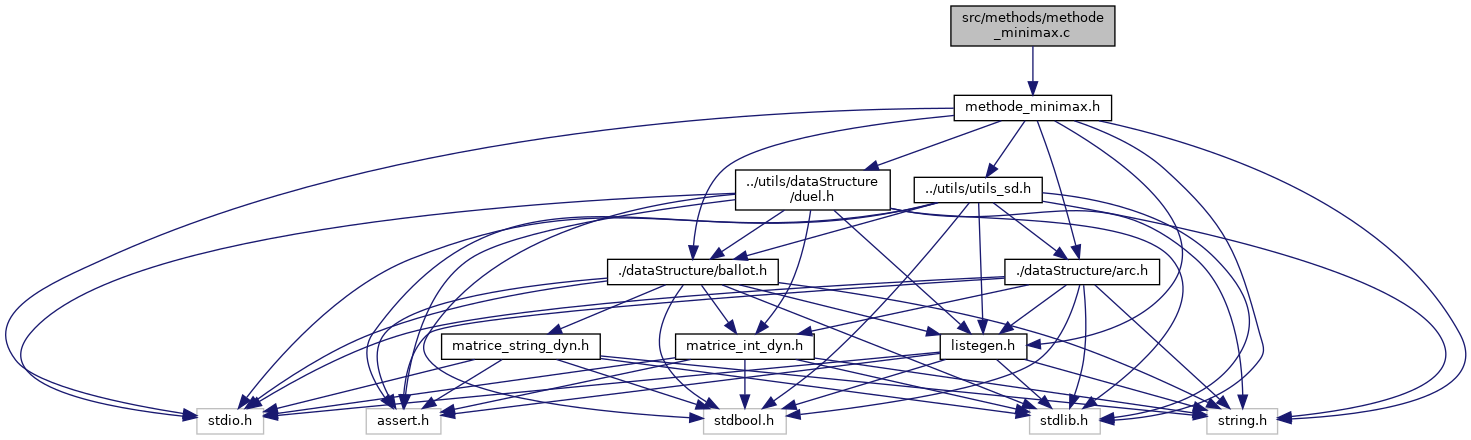 src/methods/methode
_minimax.c
methode_minimax.h
../utils/dataStructure
/duel.h
../utils/utils_sd.h
./dataStructure/ballot.h
./dataStructure/arc.h
matrice_string_dyn.h
matrice_int_dyn.h
listegen.h
stdio.h
assert.h
stdbool.h
stdlib.h
string.h